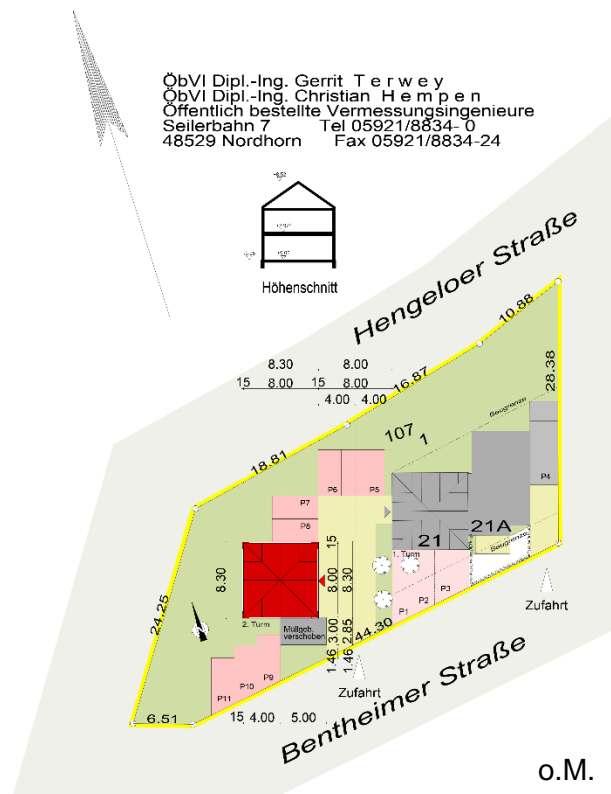 ÖbVI Dipl.-Ing. Gerrit T e r w e y
ÖbVI Dipl.-Ing. Christian H e m p e n
Öffentlich bestellte Vermessungsingenieure
Seilerbahn 7 Tel 05921/8834- 0
48529 Nordhorn Fax 05921/8834-24
Höhenschnitt
Hengeloer Straße
10.88
8.30 8.00
15 8.00 15 8.00
4.00 4.00
16.87
28.38
107
1
Baugrenze
18.81
P6 P5
P4
P7
P8
21 21A
15
1. Turm
Baugrenze
8.30
8.00 8.30
P3
P2
P1
2. Turm
Müllgeb.
verschoben
3.00 2.85
1.46 1.46
44.30
24.25
Zufahrt
P9
P10
P11
Zufahrt
6.51
15 4.00 5.00
Bentheimer Straße
o.M.